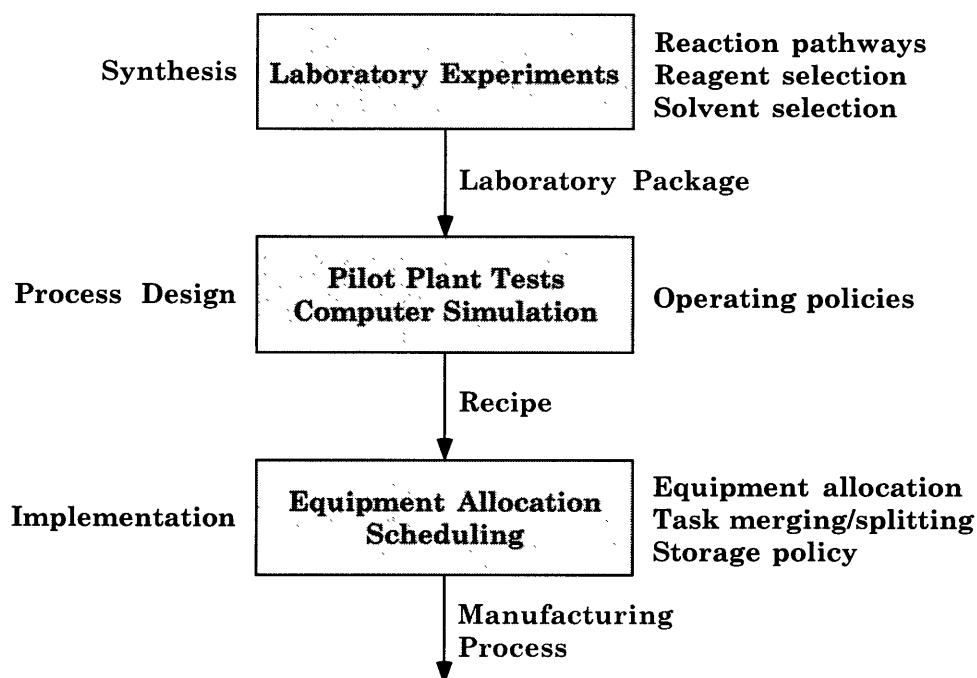 Synthesis
Laboratory Experiments
Reaction pathways
Reagent selection
Solvent selection
Laboratory Package
Process Design
Pilot Plant Tests
Computer Simulation
Operating policies
Recipe
Implementation
Equipment Allocation
Scheduling
Equipment allocation
Task merging/splitting
Storage policy
Manufacturing
Process